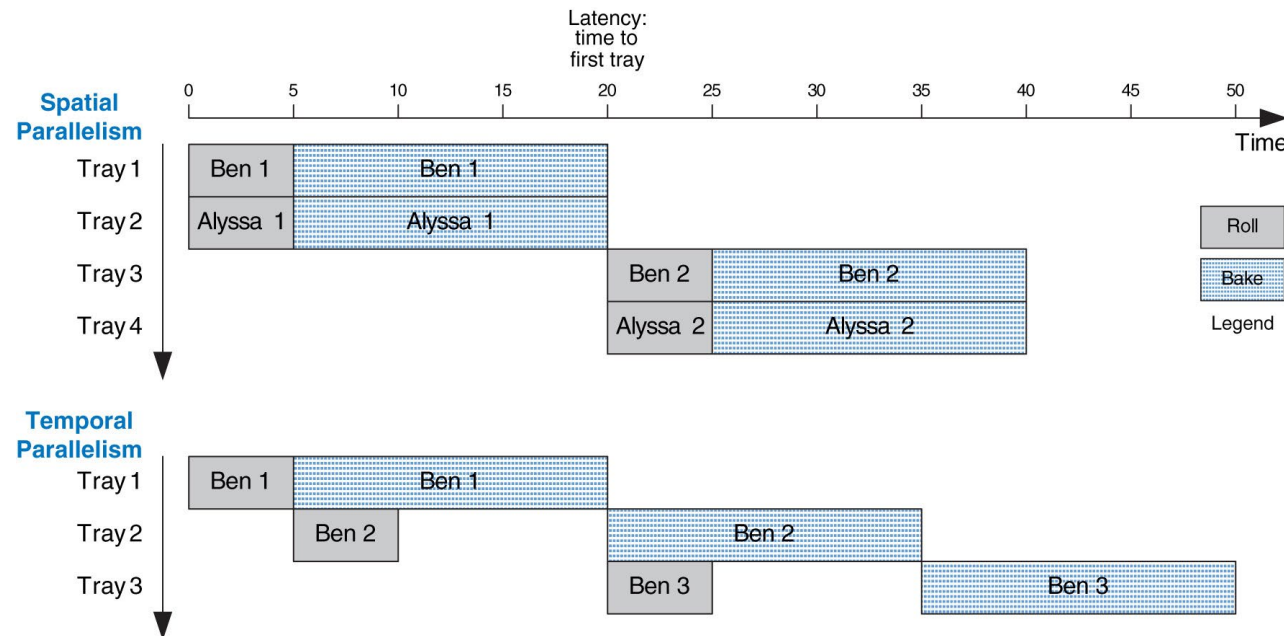 Latency:
time to
first tray
0 5 10 15 20 25 30 35 40 45 50
Time
Spatial
Parallelism
Tray 1
Ben 1 Ben 1
Tray 2
Alyssa 1 Alyssa 1
Tray 3
Ben 2 Ben 2
Tray 4
Alyssa 2 Alyssa 2
Roll
Bake
Legend
Temporal
Parallelism
Tray 1
Ben 1 Ben 1
Tray 2
Ben 2 Ben 2
Tray 3
Ben 3 Ben 3